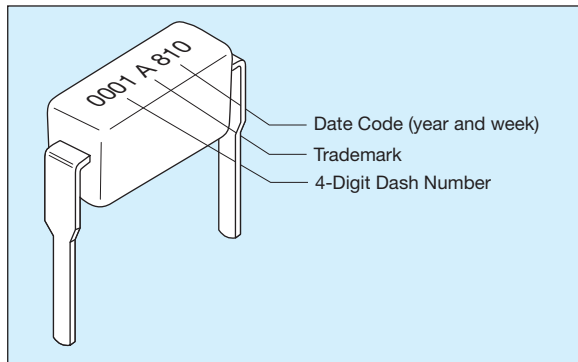 0001 A 810
Date Code (year and week)
Trademark
4-Digit Dash Number